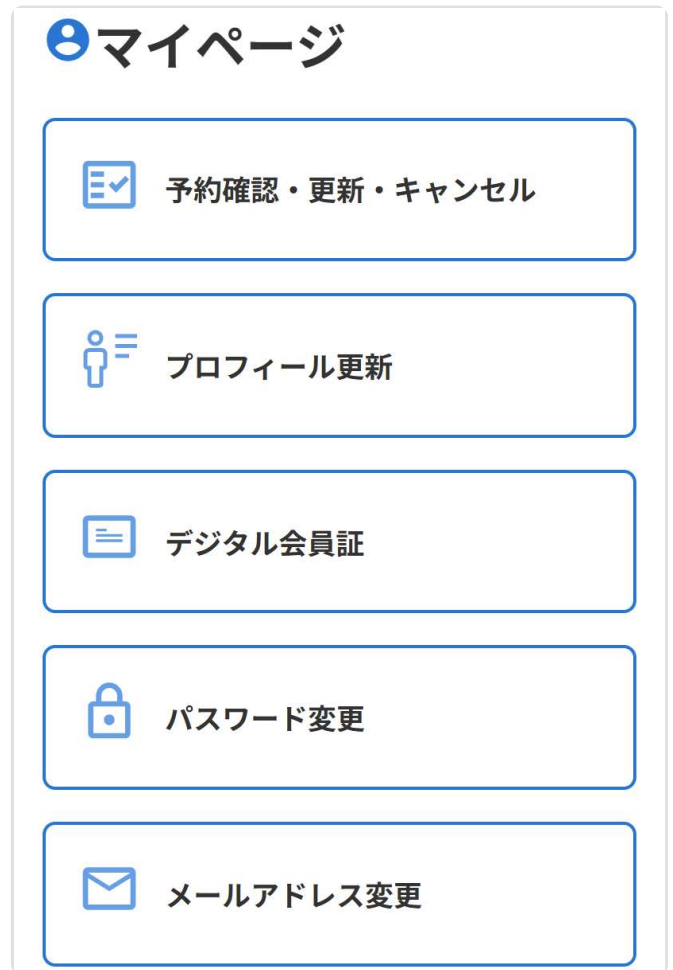 マイページ
予約確認・更新・キャンセル
プロフィール更新
デジタル会員証
パスワード変更
メールアドレス変更